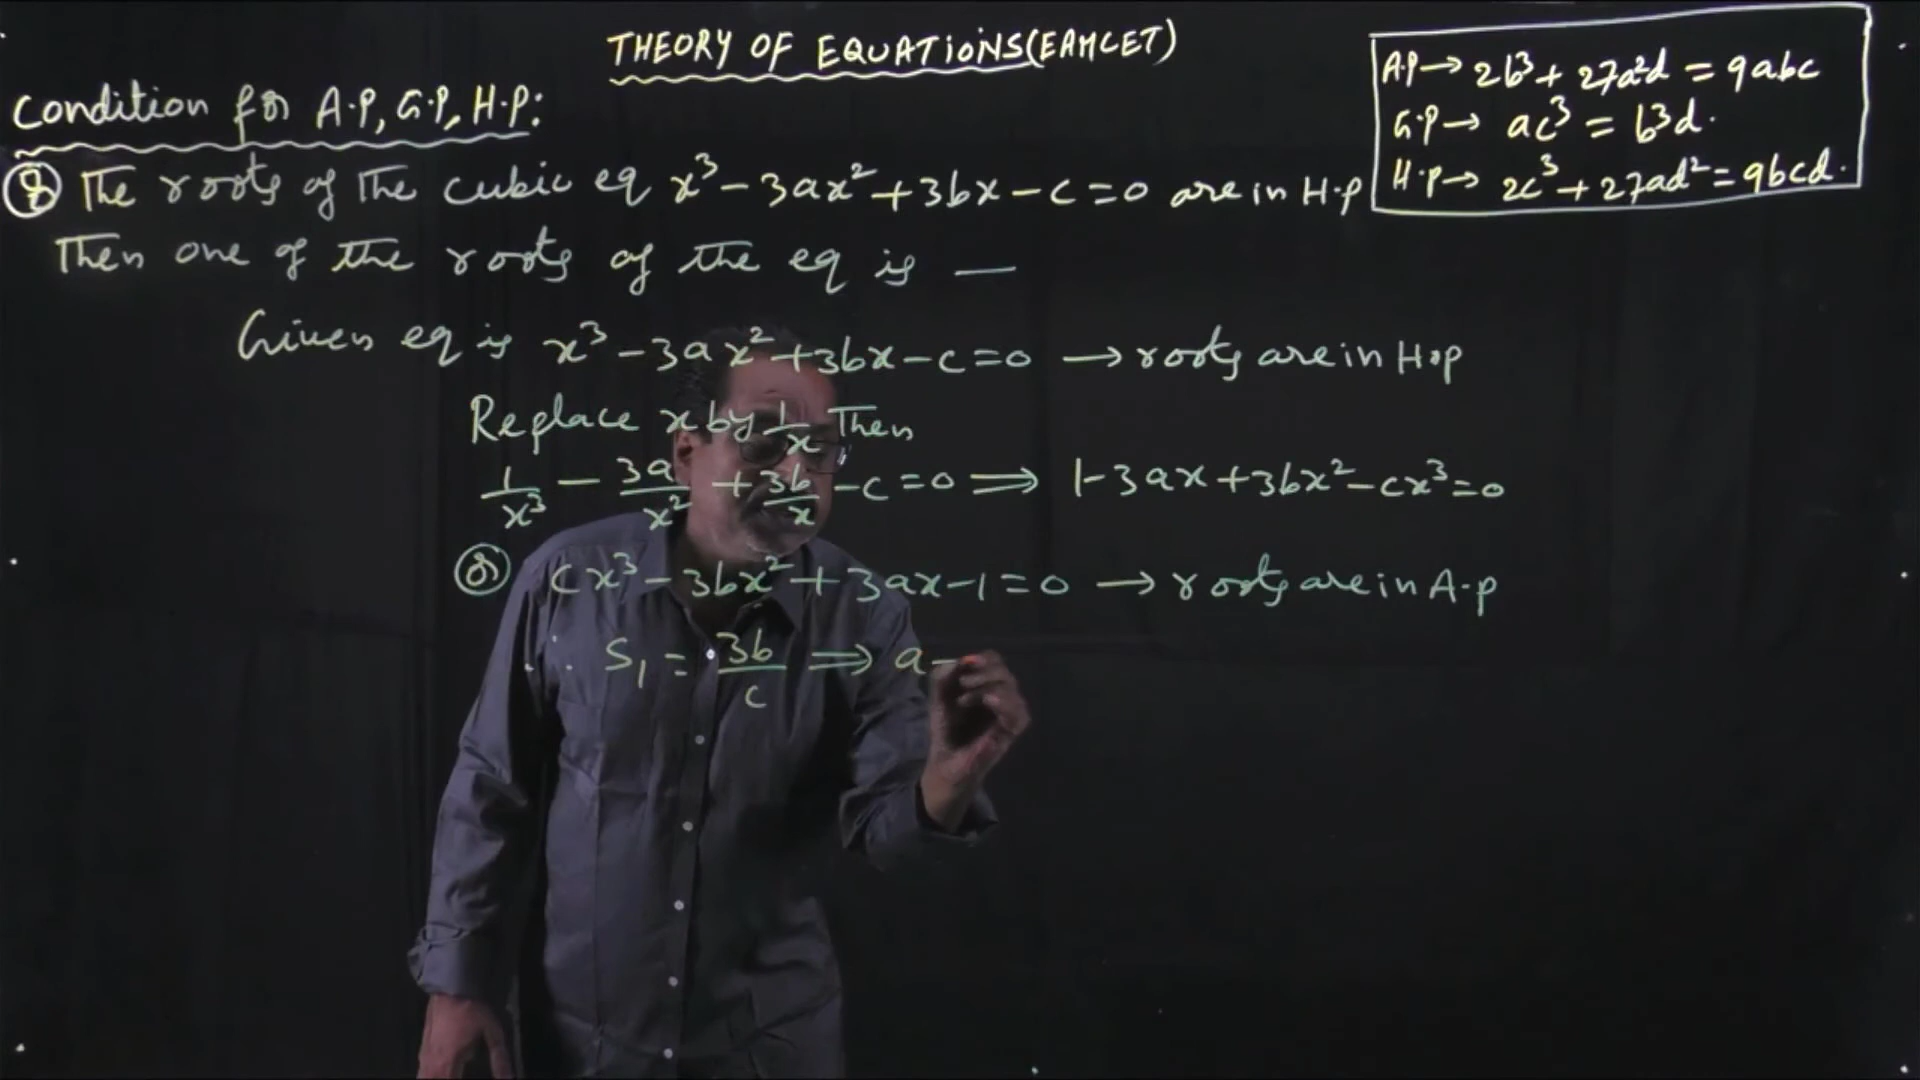 THEORY OF EQUATIONS(EAMCET)
A.P → 2b³ + 27a²d = 9abc
G.P → ac³ = b³d.
H.P → 2c³ + 27ad² = 9bcd.
Condition for A.P, G.P, H.P:
The roots of the cubic eq x³ - 3ax² + 3bx - c = 0 are in H.P
Then one of the roots of the eq is —
Given eq is x³ - 3ax² + 3bx - c = 0 → roots are in H.P
Replace x by 1/x Then
1/x³ - 3a/x² + 3b/x - c = 0 ⇒ 1 - 3ax + 3bx² - cx³ = 0
(or) cx³ - 3bx² + 3ax - 1 = 0 → roots are in A.P
∴ S₁ = 3b/c ⇒ a -